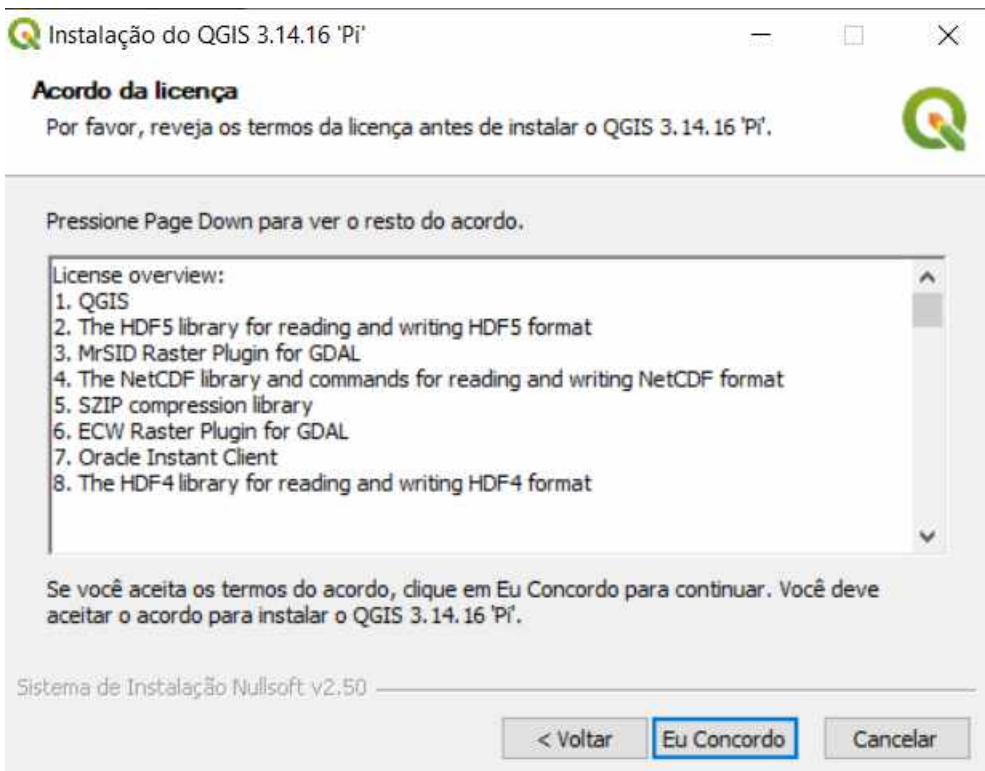 Instalação do QGIS 3.14.16 'Pi'
Acordo da licença
Por favor, reveja os termos da licença antes de instalar o QGIS 3.14.16 'Pi'.
Pressione Page Down para ver o resto do acordo.
License overview:
1. QGIS
2. The HDF5 library for reading and writing HDF5 format
3. MrSID Raster Plugin for GDAL
4. The NetCDF library and commands for reading and writing NetCDF format
5. SZIP compression library
6. ECW Raster Plugin for GDAL
7. Oracle Instant Client
8. The HDF4 library for reading and writing HDF4 format
Se você aceita os termos do acordo, clique em Eu Concordo para continuar. Você deve
aceitar o acordo para instalar o QGIS 3.14.16 'Pi'.
Sistema de Instalação Nullsoft v2.50
< Voltar Eu Concordo Cancelar